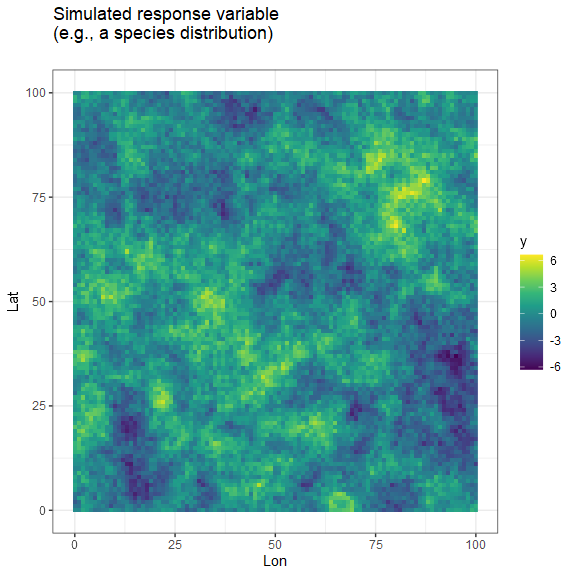 Simulated response variable
(e.g., a species distribution)
100
75
50
25
0
Lat
0 25 50 75 100
Lon
y
6
3
0
-3
-6